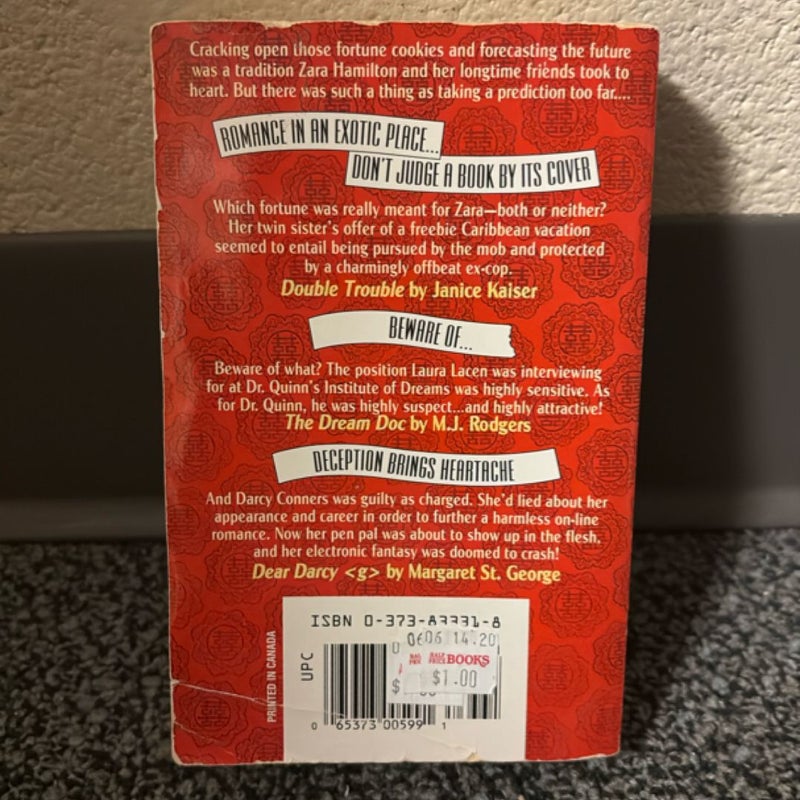 Cracking open those fortune cookies and forecasting the future
was a tradition Zara Hamilton and her longtime friends took to
heart. But there was such a thing as taking a prediction too far....
ROMANCE IN AN EXOTIC PLACE...
DON'T JUDGE A BOOK BY ITS COVER
Which fortune was really meant for Zara—both or neither?
Her twin sister's offer of a freebie Caribbean vacation
seemed to entail being pursued by the mob and protected
by a charmingly offbeat ex-cop.
Double Trouble by Janice Kaiser
BEWARE OF...
Beware of what? The position Laura Lacen was interviewing
for at Dr. Quinn's Institute of Dreams was highly sensitive. As
for Dr. Quinn, he was highly suspect...and highly attractive!
The Dream Doc by M.J. Rodgers
DECEPTION BRINGS HEARTACHE
And Darcy Conners was guilty as charged. She'd lied about her
appearance and career in order to further a harmless on-line
romance. Now her pen pal was about to show up in the flesh,
and her electronic fantasy was doomed to crash!
Dear Darcy <g> by Margaret St. George
ISBN 0-373-83331-8
06 14.20
HALF
PRICE BOOKS
$1.00
UPC
PRINTED IN CANADA
0 65373 00599 1